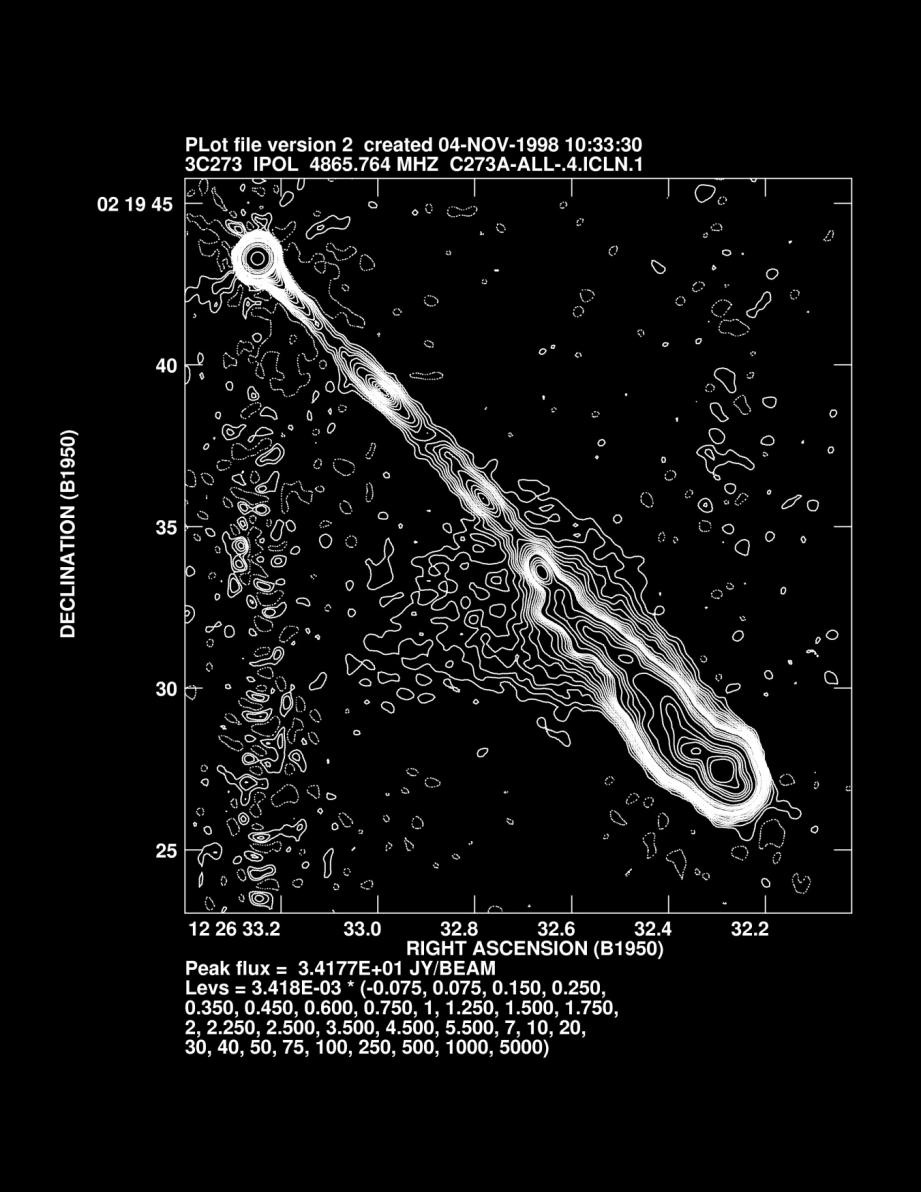 PLot file version 2  created 04-NOV-1998 10:33:30
3C273  IPOL  4865.764 MHZ  C273A-ALL-.4.ICLN.1
02 19 45
40
35
30
25
DECLINATION (B1950)
12 26 33.2
33.0
32.8
32.6
32.4
32.2
RIGHT ASCENSION (B1950)
Peak flux =  3.4177E+01 JY/BEAM
Levs = 3.418E-03 * (-0.075, 0.075, 0.150, 0.250,
0.350, 0.450, 0.600, 0.750, 1, 1.250, 1.500, 1.750,
2, 2.250, 2.500, 3.500, 4.500, 5.500, 7, 10, 20,
30, 40, 50, 75, 100, 250, 500, 1000, 5000)